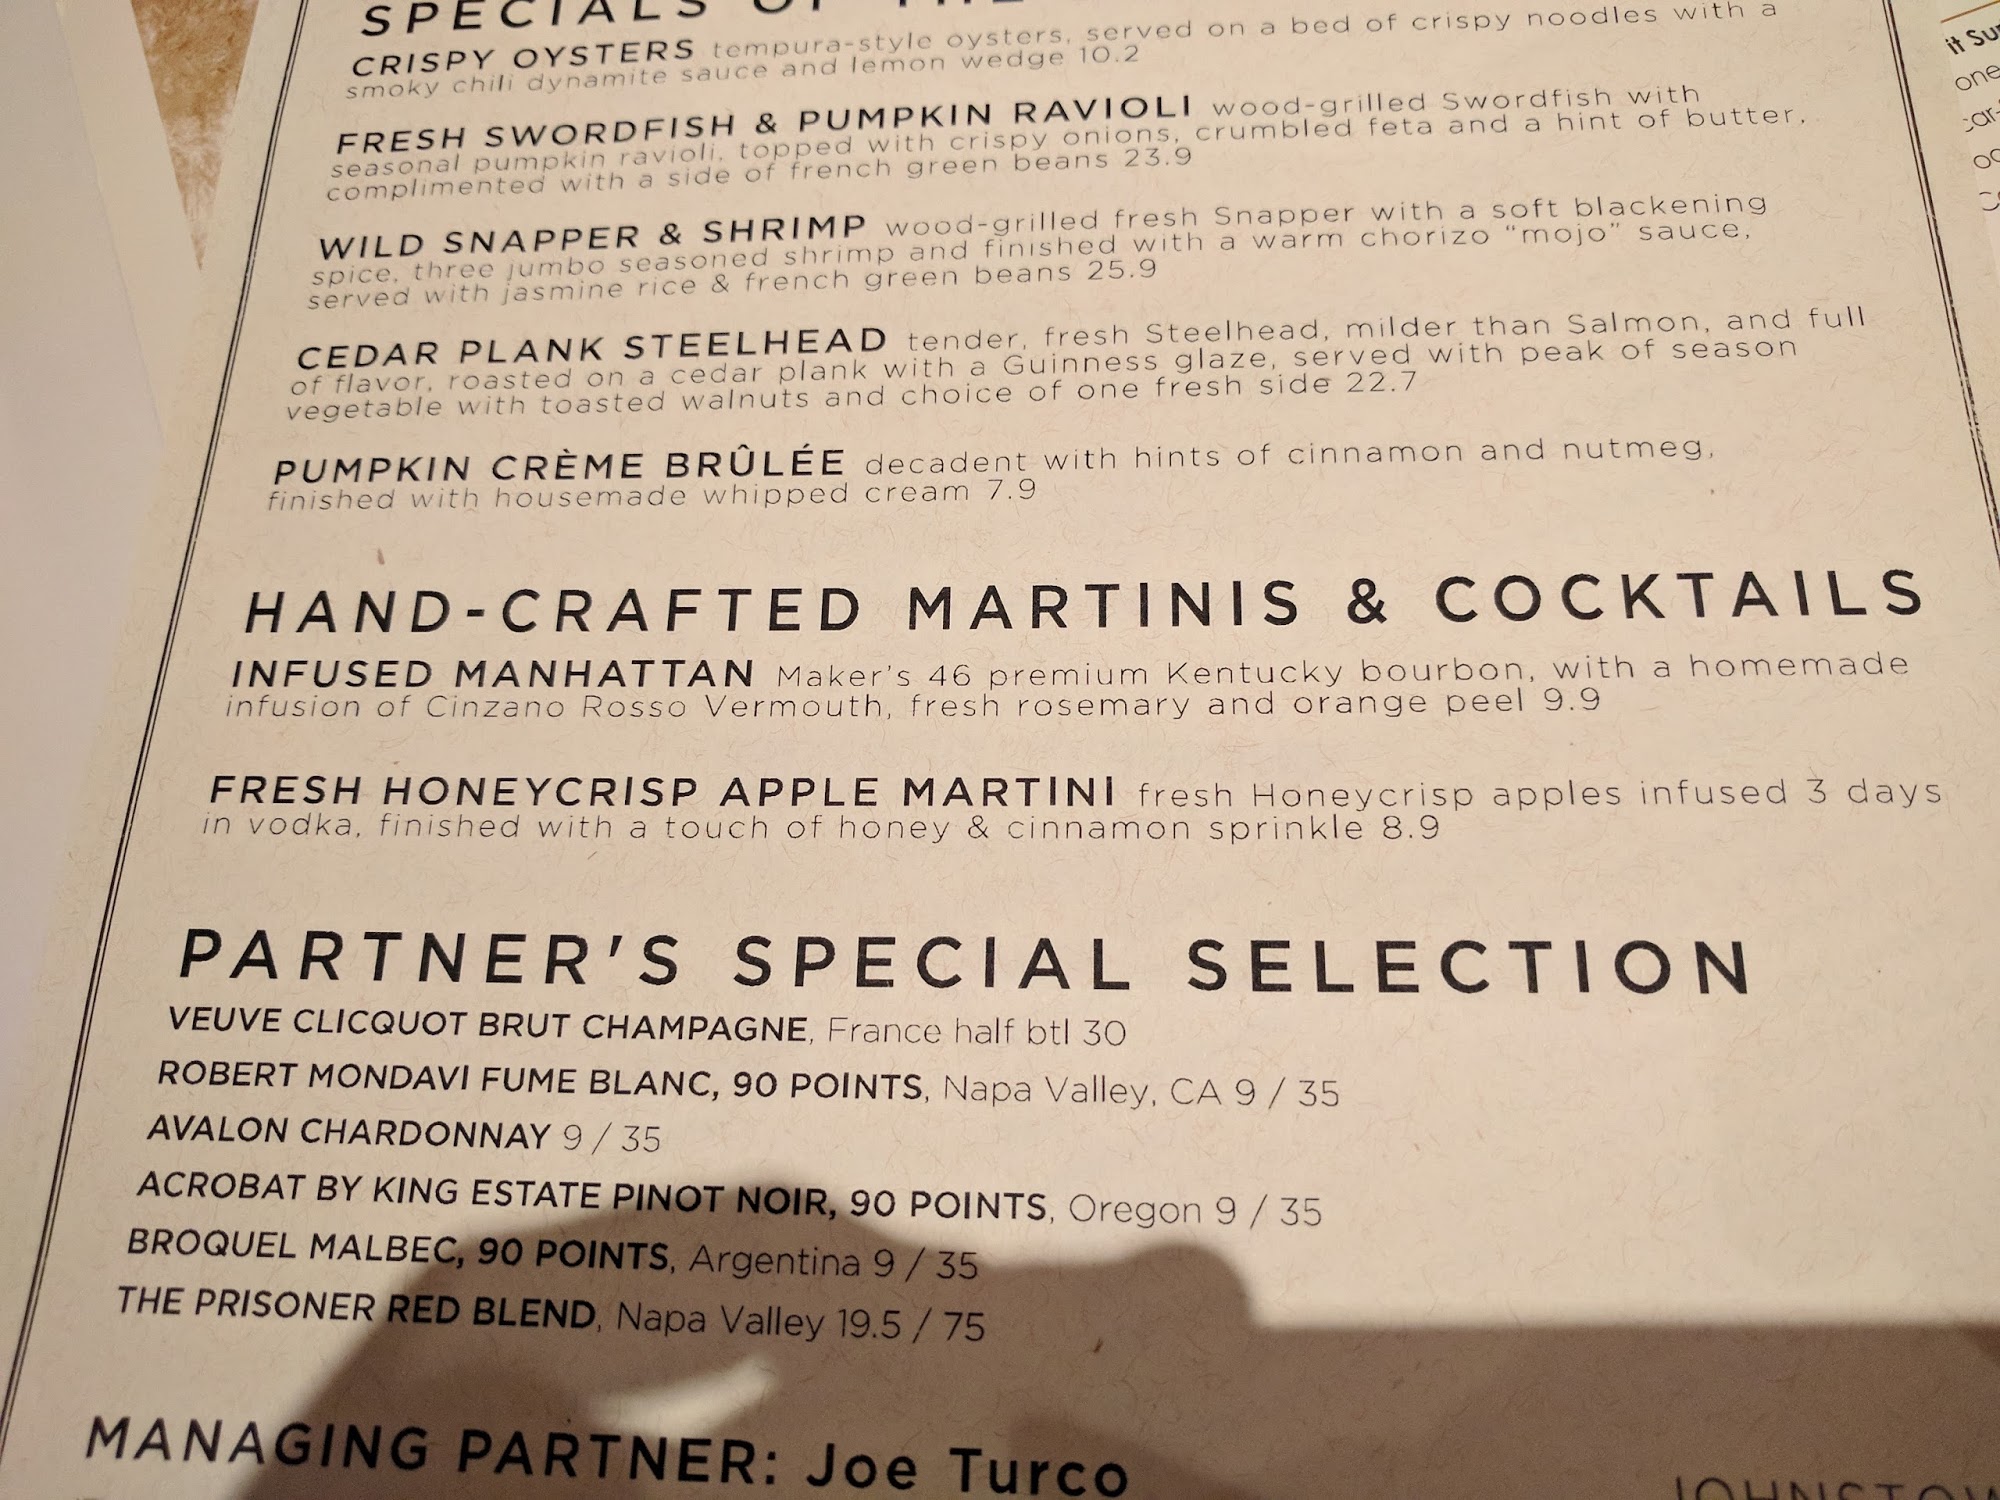 SPECIALS OF THE
CRISPY OYSTERS tempura-style oysters, served on a bed of crispy noodles with a
smoky chili dynamite sauce and lemon wedge 10.2
FRESH SWORDFISH & PUMPKIN RAVIOLI wood-grilled Swordfish with
seasonal pumpkin ravioli, topped with crispy onions, crumbled feta and a hint of butter,
complimented with a side of french green beans 23.9
WILD SNAPPER & SHRIMP wood-grilled fresh Snapper with a soft blackening
spice, three jumbo seasoned shrimp and finished with a warm chorizo "mojo" sauce,
served with jasmine rice & french green beans 25.9
CEDAR PLANK STEELHEAD tender, fresh Steelhead, milder than Salmon, and full
of flavor, roasted on a cedar plank with a Guinness glaze, served with peak of season
vegetable with toasted walnuts and choice of one fresh side 22.7
PUMPKIN CRÈME BRÛLÉE decadent with hints of cinnamon and nutmeg,
finished with housemade whipped cream 7.9
HAND-CRAFTED MARTINIS & COCKTAILS
INFUSED MANHATTAN Maker's 46 premium Kentucky bourbon, with a homemade
infusion of Cinzano Rosso Vermouth, fresh rosemary and orange peel 9.9
FRESH HONEYCRISP APPLE MARTINI fresh Honeycrisp apples infused 3 days
in vodka, finished with a touch of honey & cinnamon sprinkle 8.9
PARTNER'S SPECIAL SELECTION
VEUVE CLICQUOT BRUT CHAMPAGNE, France half btl 30
ROBERT MONDAVI FUME BLANC, 90 POINTS, Napa Valley, CA 9 / 35
AVALON CHARDONNAY 9 / 35
ACROBAT BY KING ESTATE PINOT NOIR, 90 POINTS, Oregon 9 / 35
BROQUEL MALBEC, 90 POINTS, Argentina 9 / 35
THE PRISONER RED BLEND, Napa Valley 19.5 / 75
MANAGING PARTNER: Joe Turco
one